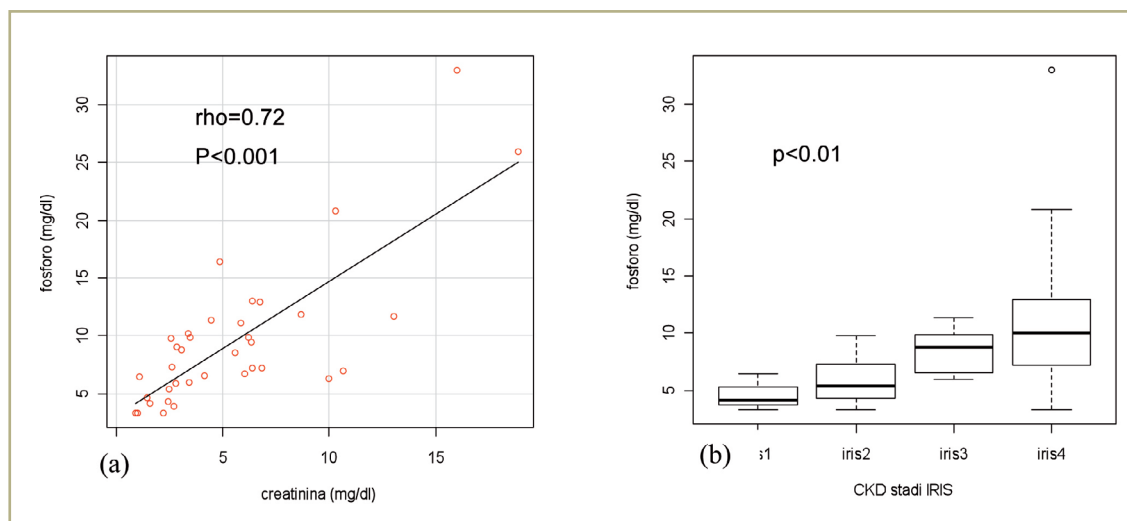 rho=0.72
P<0.001
fosforo (mg/dl)
30
25
20
15
10
5
5
10
15
creatinina (mg/dl)
(a)
p<0.01
fosforo (mg/dl)
30
25
20
15
10
5
s1
iris2
iris3
iris4
CKD stadi IRIS
(b)